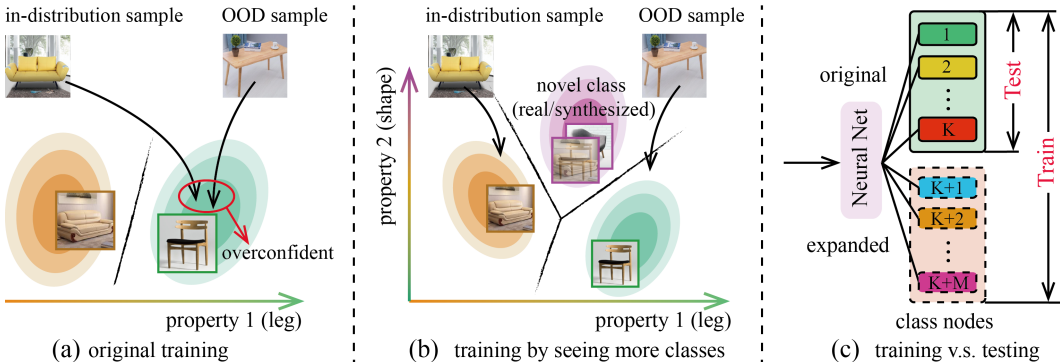 in-distribution sample
OOD sample
overconfident
property 1 (leg)
(a) original training
in-distribution sample
OOD sample
novel class
(real/synthesized)
property 2 (shape)
property 1 (leg)
(b) training by seeing more classes
original
Neural Net
expanded
1
2
K
K+1
K+2
K+M
Test
Train
class nodes
(c) training v.s. testing